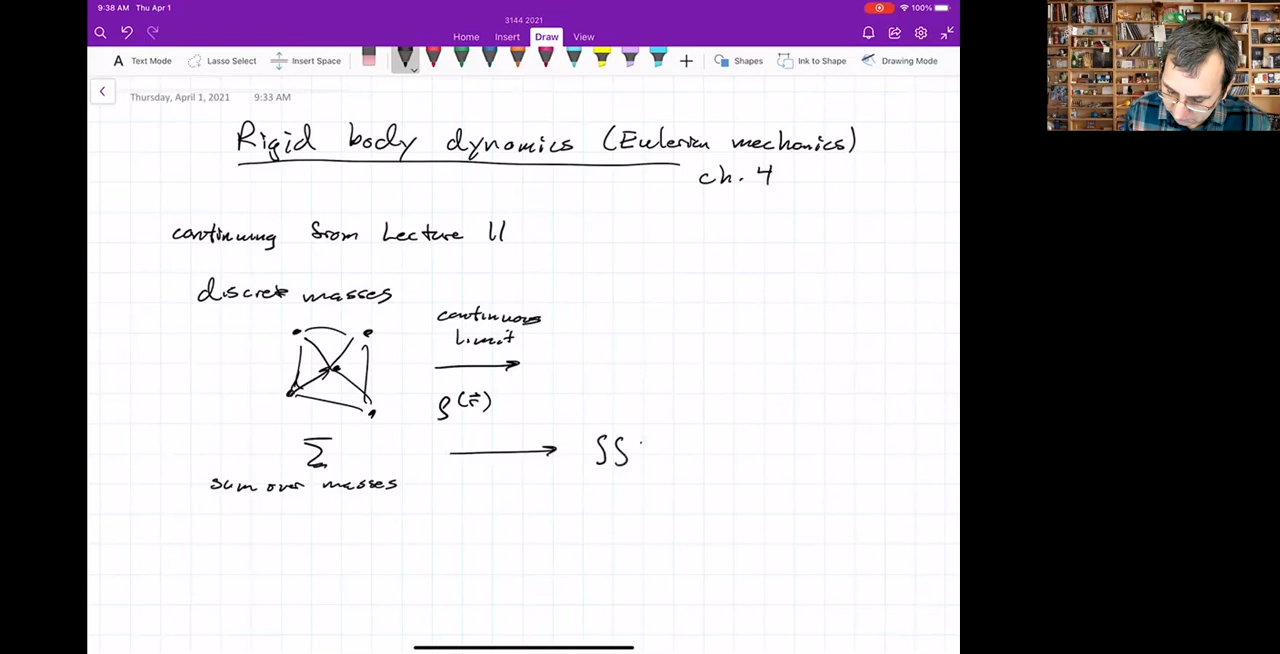 9:38 AM Thu Apr 1
100%
3144 2021
Home Insert Draw View
Text Mode Lasso Select Insert Space Shapes Ink to Shape Drawing Mode
Thursday, April 1, 2021 9:33 AM
Rigid body dynamics (Eulerian mechanics)
ch. 4
continuing from Lecture 11
discrete masses
continuous
limit
ρ(r⃗)
Σ ∫∫
sum over masses